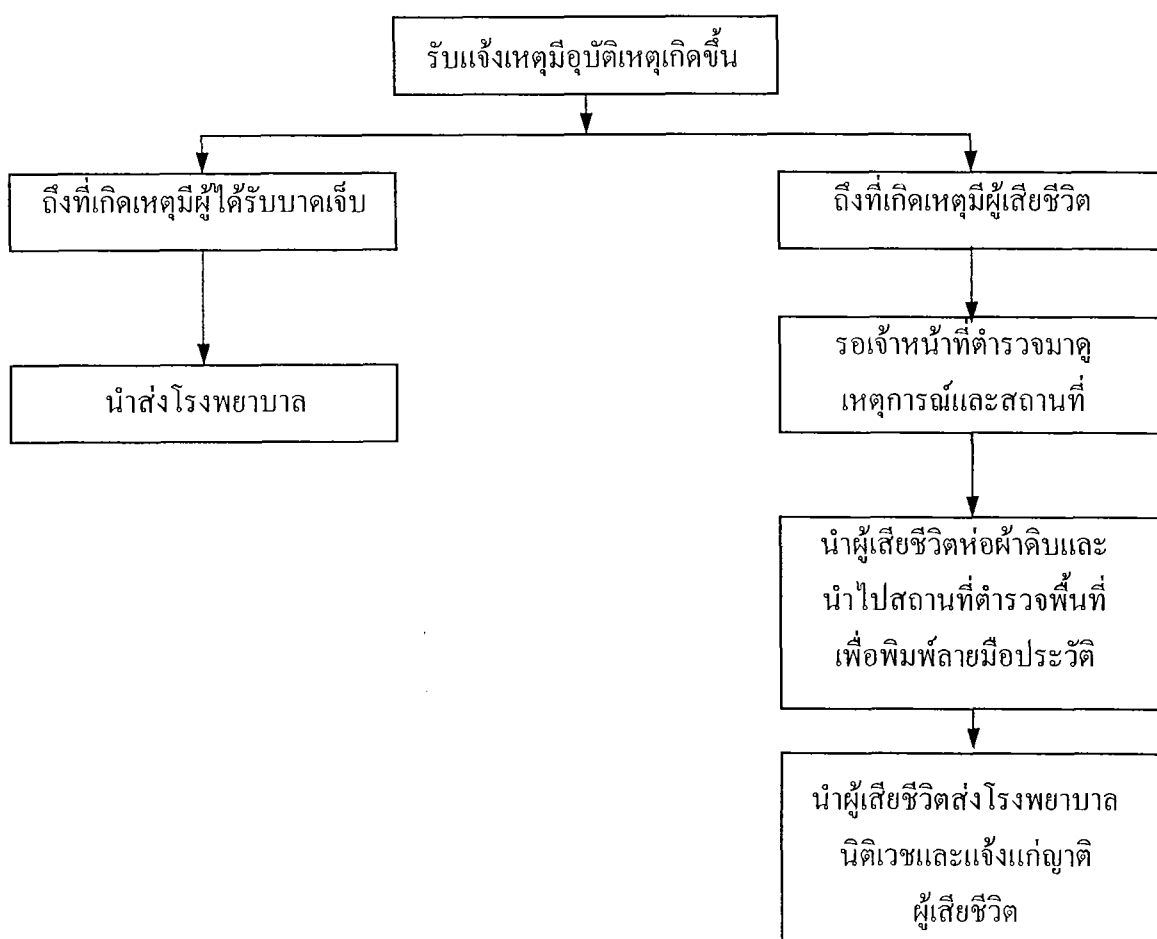 รับแจ้งเหตุมีอุบัติเหตุเกิดขึ้น
ถึงที่เกิดเหตุมีผู้ได้รับบาดเจ็บ
นำส่งโรงพยาบาล
ถึงที่เกิดเหตุมีผู้เสียชีวิต
รอเจ้าหน้าที่ตำรวจมาดู
เหตุการณ์และสถานที่
นำผู้เสียชีวิตห่อผ้าดิบและ
นำไปสถานที่ตำรวจพื้นที่
เพื่อพิมพ์ลายมือประวัติ
นำผู้เสียชีวิตส่งโรงพยาบาล
นิติเวชและแจ้งแก่ญาติ
ผู้เสียชีวิต